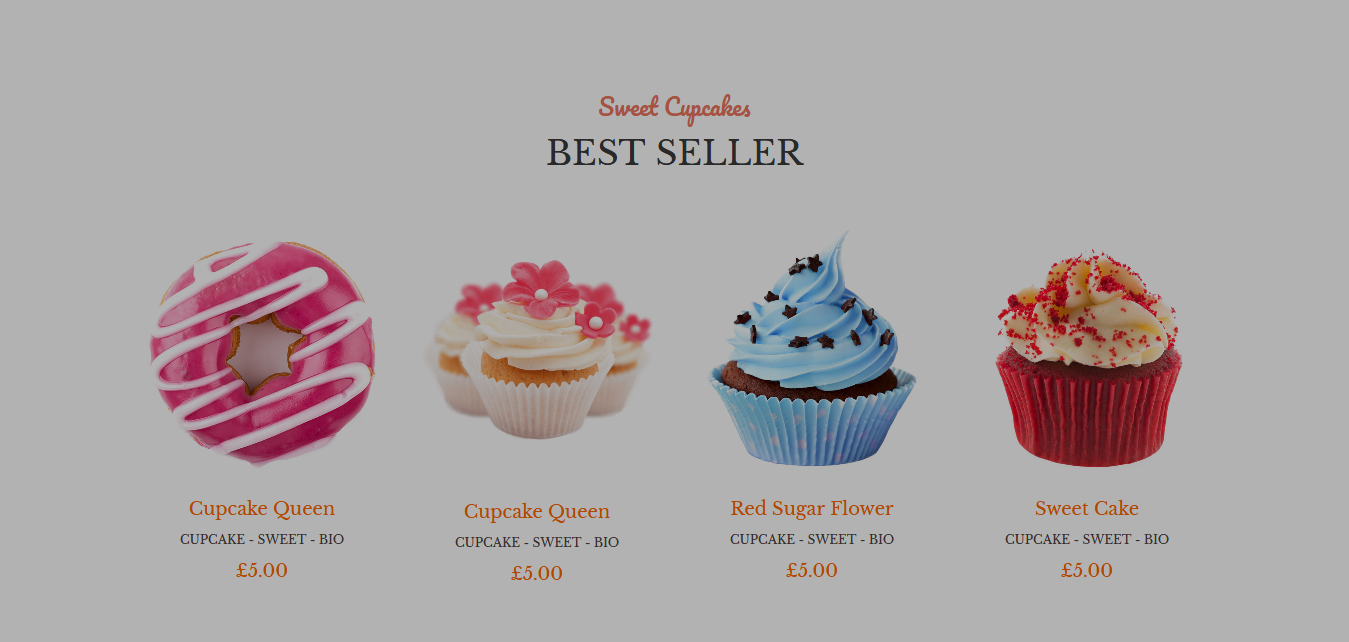 Sweet Cupcakes
BEST SELLER
Cupcake Queen
CUPCAKE - SWEET - BIO
£5.00
Cupcake Queen
CUPCAKE - SWEET - BIO
£5.00
Red Sugar Flower
CUPCAKE - SWEET - BIO
£5.00
Sweet Cake
CUPCAKE - SWEET - BIO
£5.00